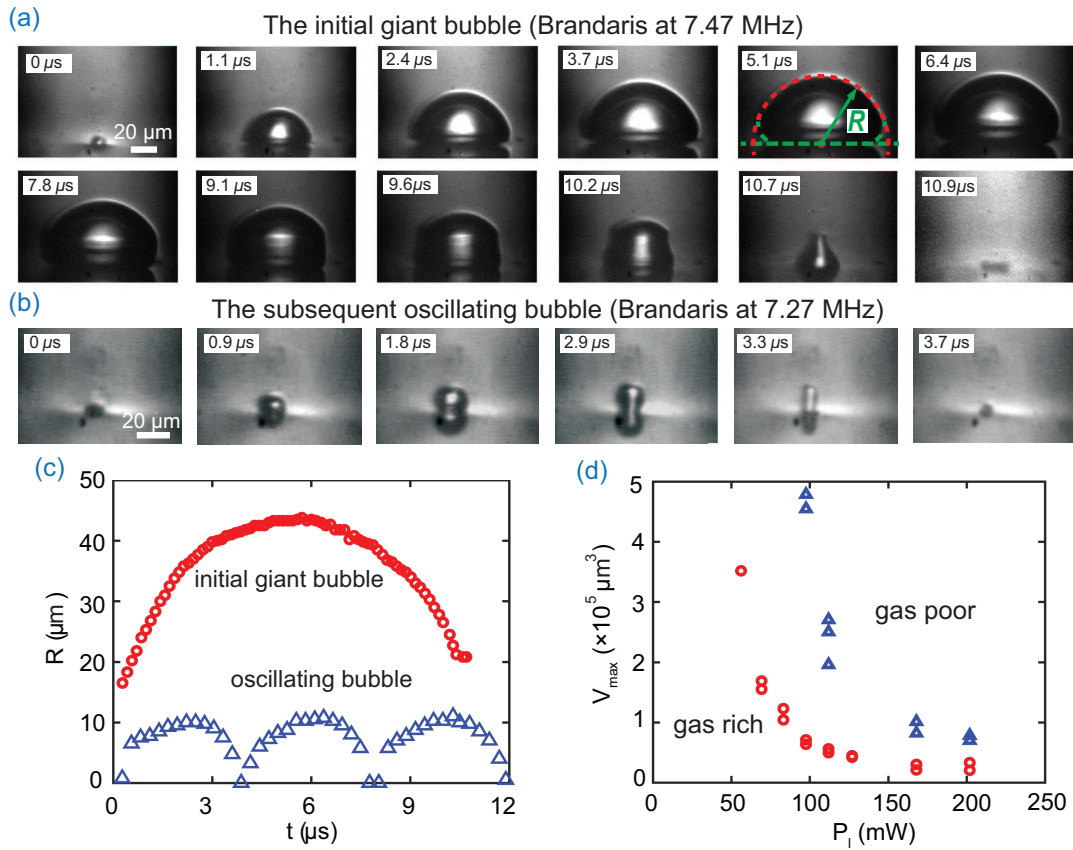 (a)
The initial giant bubble (Brandaris at 7.47 MHz)
0 µs
1.1 µs
2.4 µs
3.7 µs
5.1 µs
6.4 µs
20 µm
R
7.8 µs
9.1 µs
9.6 µs
10.2 µs
10.7 µs
10.9µs
(b)
The subsequent oscillating bubble (Brandaris at 7.27 MHz)
0 µs
0.9 µs
1.8 µs
2.9 µs
3.3 µs
3.7 µs
20 µm
(c)
50
40
30
20
10
0
R (µm)
initial giant bubble
oscillating bubble
0
3
6
9
12
t (µs)
(d)
5
4
3
2
1
0
V_max (×10^5 µm^3)
gas poor
gas rich
0
50
100
150
200
250
P_l (mW)